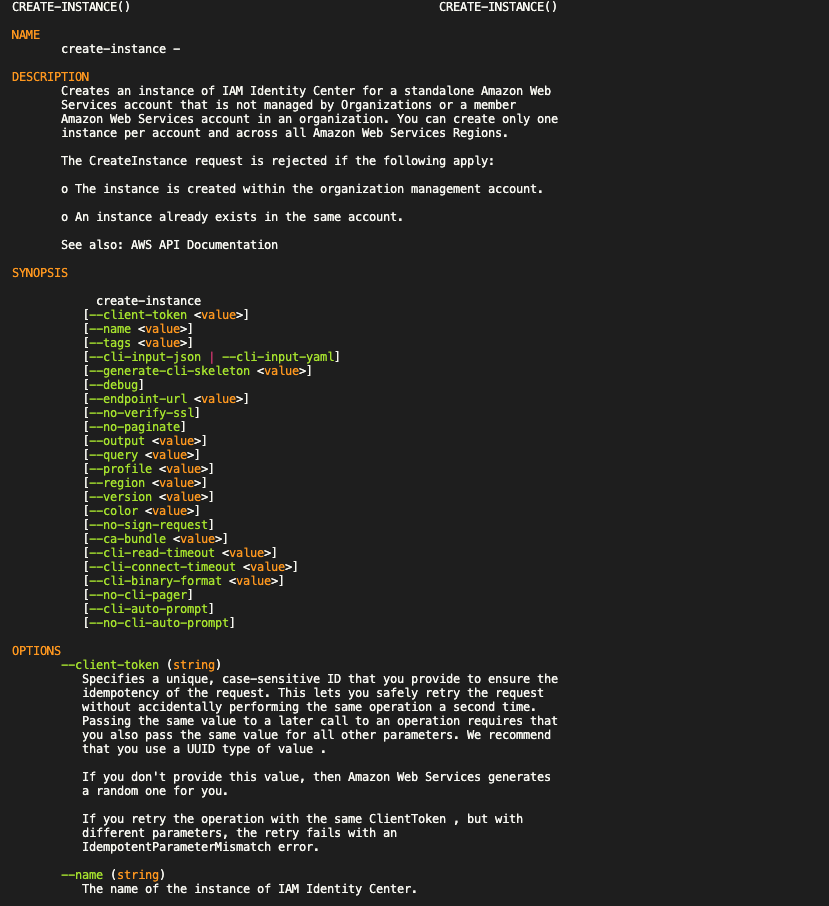 CREATE-INSTANCE() CREATE-INSTANCE()
NAME
create-instance -
DESCRIPTION
Creates an instance of IAM Identity Center for a standalone Amazon Web
Services account that is not managed by Organizations or a member
Amazon Web Services account in an organization. You can create only one
instance per account and across all Amazon Web Services Regions.
The CreateInstance request is rejected if the following apply:
o The instance is created within the organization management account.
o An instance already exists in the same account.
See also: AWS API Documentation
SYNOPSIS
create-instance
[--client-token <value>]
[--name <value>]
[--tags <value>]
[--cli-input-json | --cli-input-yaml]
[--generate-cli-skeleton <value>]
[--debug]
[--endpoint-url <value>]
[--no-verify-ssl]
[--no-paginate]
[--output <value>]
[--query <value>]
[--profile <value>]
[--region <value>]
[--version <value>]
[--color <value>]
[--no-sign-request]
[--ca-bundle <value>]
[--cli-read-timeout <value>]
[--cli-connect-timeout <value>]
[--cli-binary-format <value>]
[--no-cli-pager]
[--cli-auto-prompt]
[--no-cli-auto-prompt]
OPTIONS
--client-token (string)
Specifies a unique, case-sensitive ID that you provide to ensure the
idempotency of the request. This lets you safely retry the request
without accidentally performing the same operation a second time.
Passing the same value to a later call to an operation requires that
you also pass the same value for all other parameters. We recommend
that you use a UUID type of value .
If you don't provide this value, then Amazon Web Services generates
a random one for you.
If you retry the operation with the same ClientToken , but with
different parameters, the retry fails with an
IdempotentParameterMismatch error.
--name (string)
The name of the instance of IAM Identity Center.